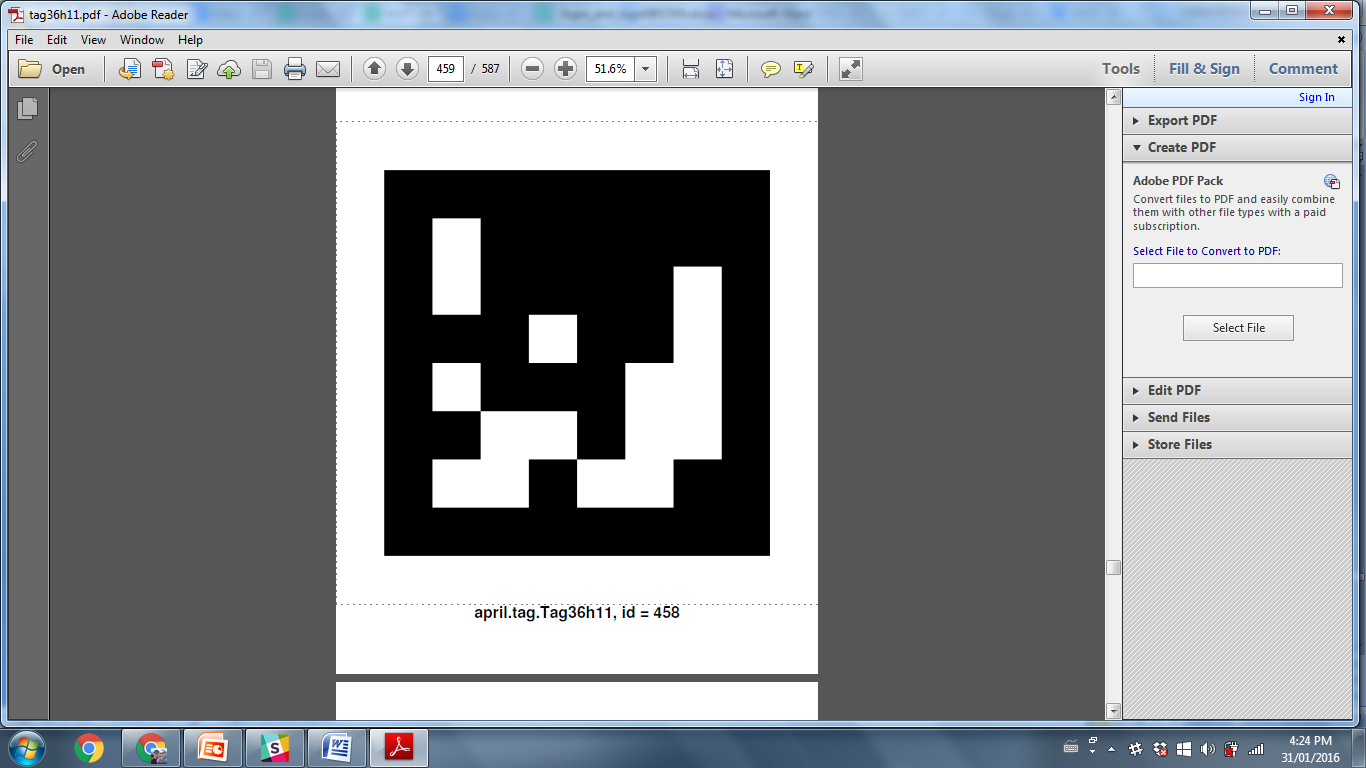 tag36h11.pdf - Adobe Reader
File Edit View Window Help
Open 459 / 587 51.6% Tools Fill & Sign Comment
Sign In
Export PDF
Create PDF
Adobe PDF Pack
Convert files to PDF and easily combine
them with other file types with a paid
subscription.
Select File to Convert to PDF:
Select File
Edit PDF
Send Files
Store Files
april.tag.Tag36h11, id = 458
4:24 PM
31/01/2016